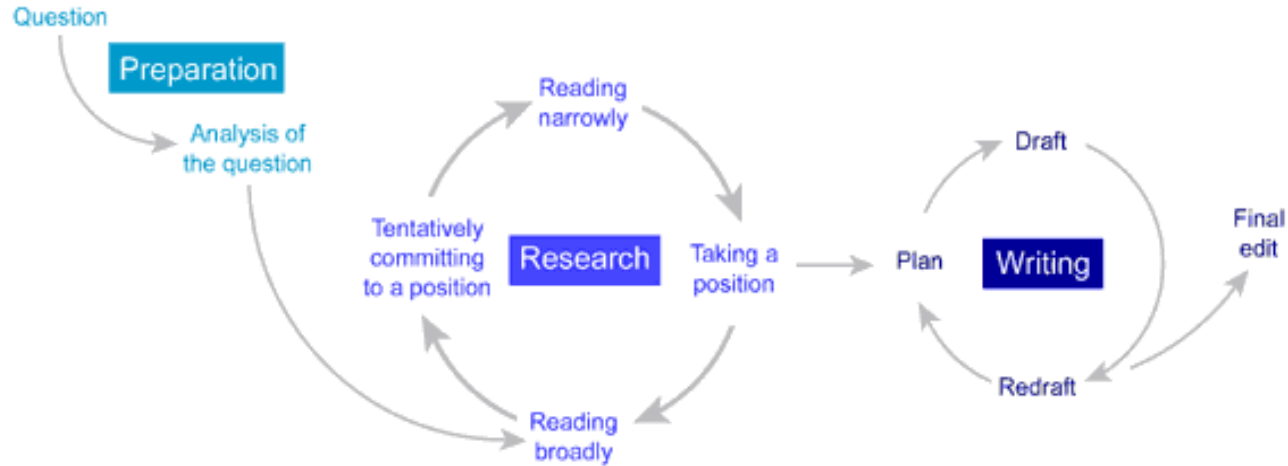 Question
Preparation
Analysis of
the question
Reading
narrowly
Tentatively
committing
to a position
Research
Taking a
position
Reading
broadly
Draft
Plan
Writing
Redraft
Final
edit